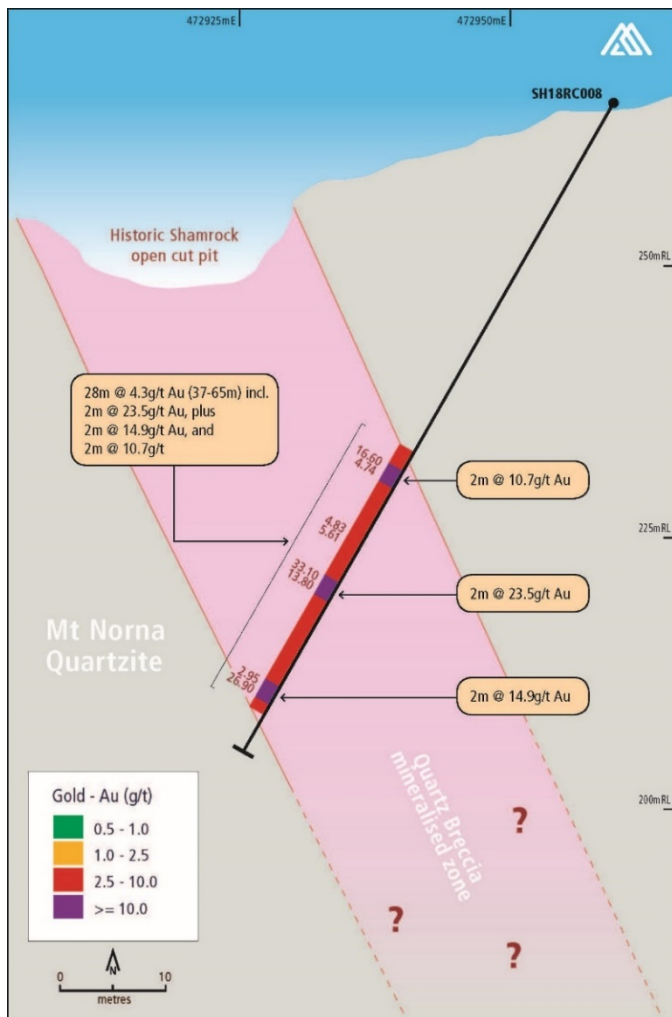 472925mE
472950mE
SH18RC008
Historic Shamrock
open cut pit
250mRL
28m @ 4.3g/t Au (37-65m) incl.
2m @ 23.5g/t Au, plus
2m @ 14.9g/t Au, and
2m @ 10.7g/t
16.60
4.74
2m @ 10.7g/t Au
4.83
5.61
225mRL
33.10
13.80
2m @ 23.5g/t Au
Mt Norna
Quartzite
2.95
26.90
2m @ 14.9g/t Au
Quartz Breccia
mineralised zone
?
?
?
200mRL
Gold - Au (g/t)
0.5 - 1.0
1.0 - 2.5
2.5 - 10.0
>= 10.0
N
0
10
metres